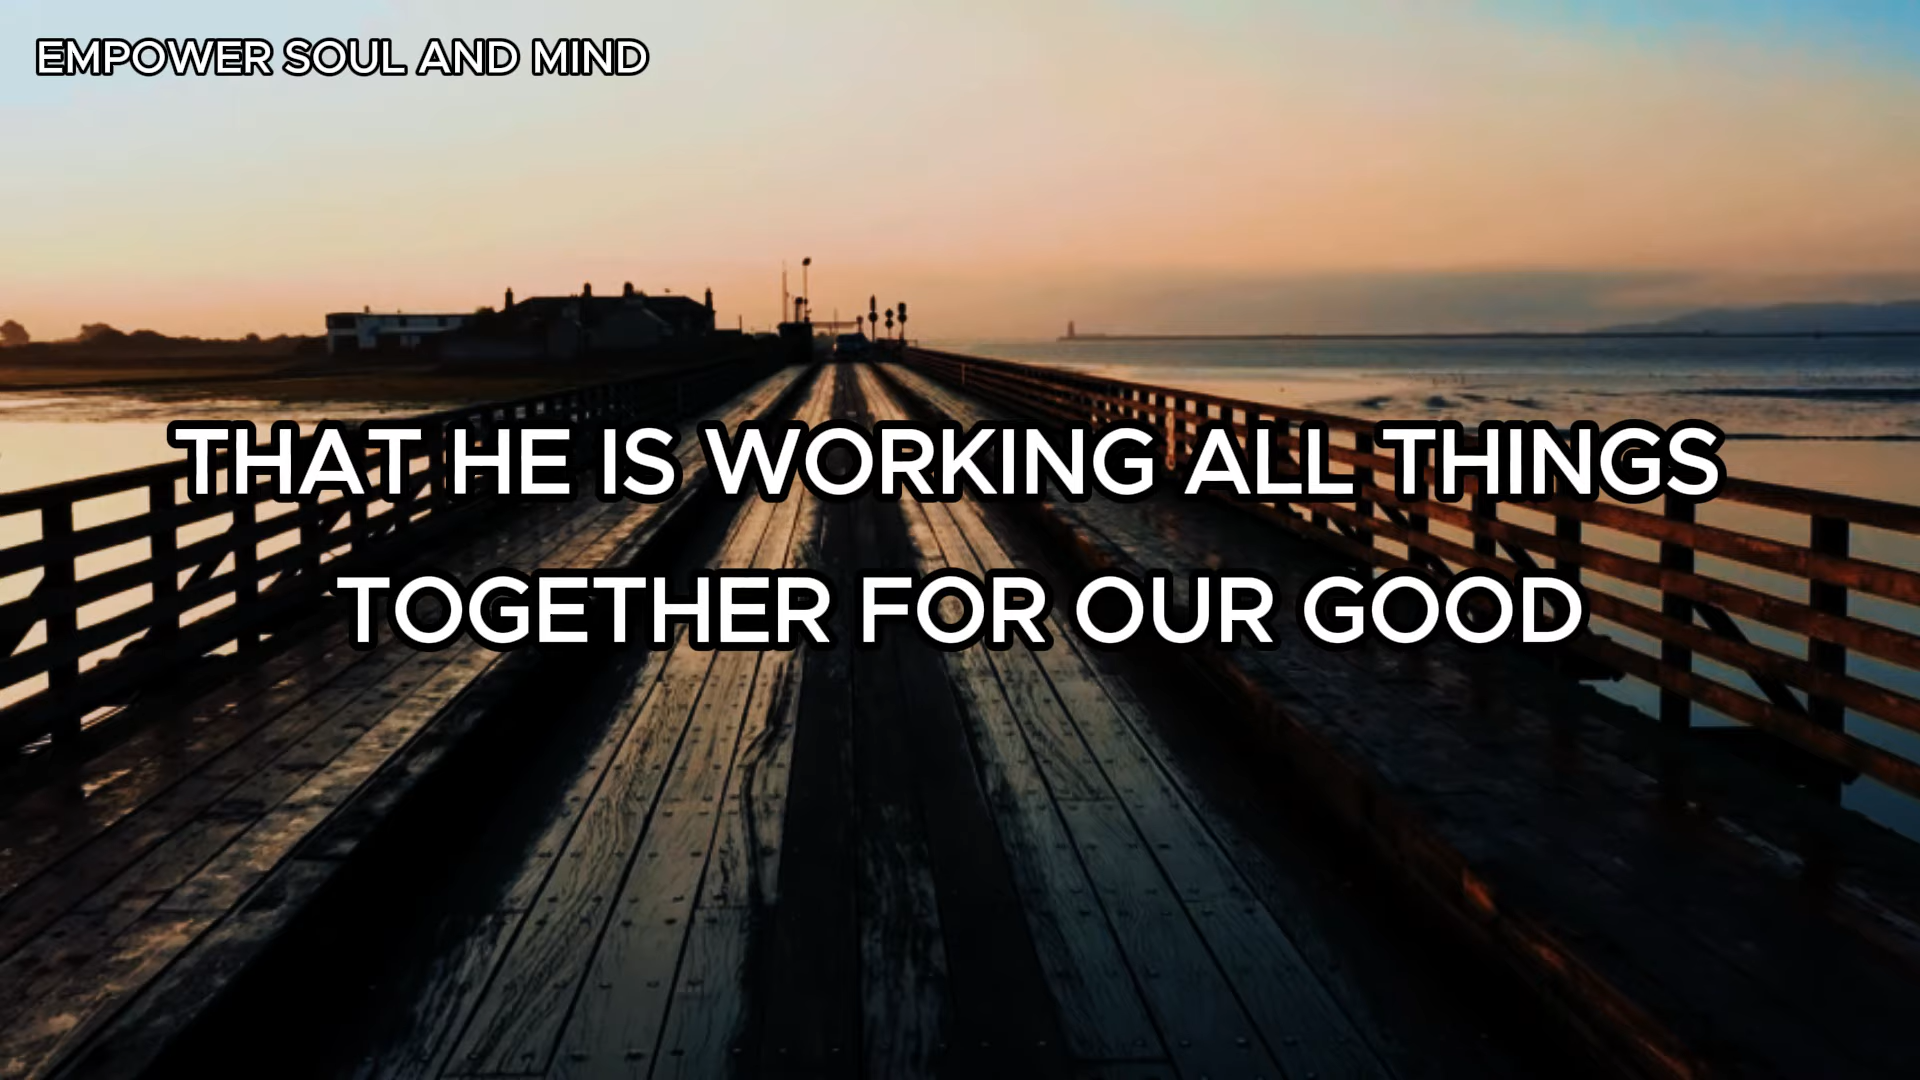 EMPOWER SOUL AND MIND
THAT HE IS WORKING ALL THINGS
TOGETHER FOR OUR GOOD